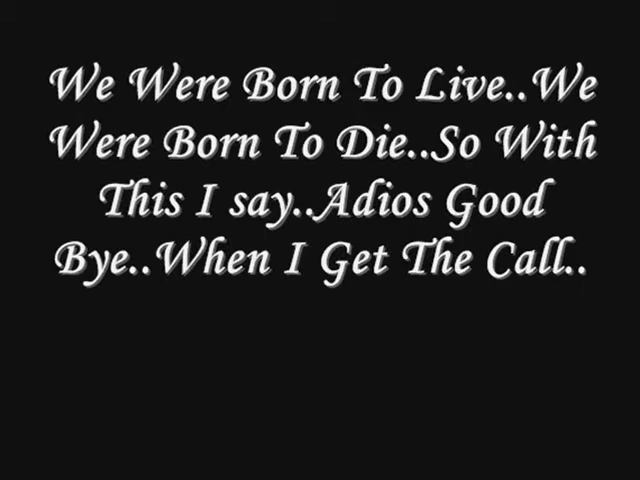 We Were Born To Live..We
Were Born To Die..So With
This I say..Adios Good
Bye..When I Get The Call..